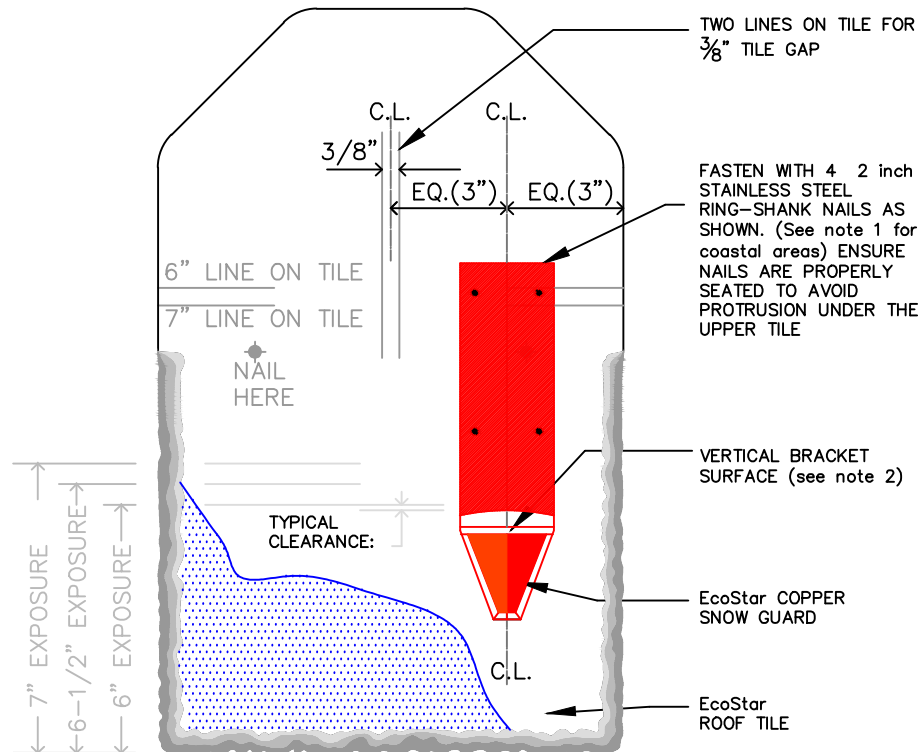 TWO LINES ON TILE FOR
3/8" TILE GAP
C.L.
C.L.
3/8"
EQ.(3")
EQ.(3")
FASTEN WITH 4 2 inch
STAINLESS STEEL
RING-SHANK NAILS AS
SHOWN. (See note 1 for
coastal areas) ENSURE
NAILS ARE PROPERLY
SEATED TO AVOID
PROTRUSION UNDER THE
UPPER TILE
6" LINE ON TILE
7" LINE ON TILE
NAIL
HERE
VERTICAL BRACKET
SURFACE (see note 2)
TYPICAL
CLEARANCE:
7" EXPOSURE
6-1/2" EXPOSURE
6" EXPOSURE
EcoStar COPPER
SNOW GUARD
C.L.
EcoStar
ROOF TILE